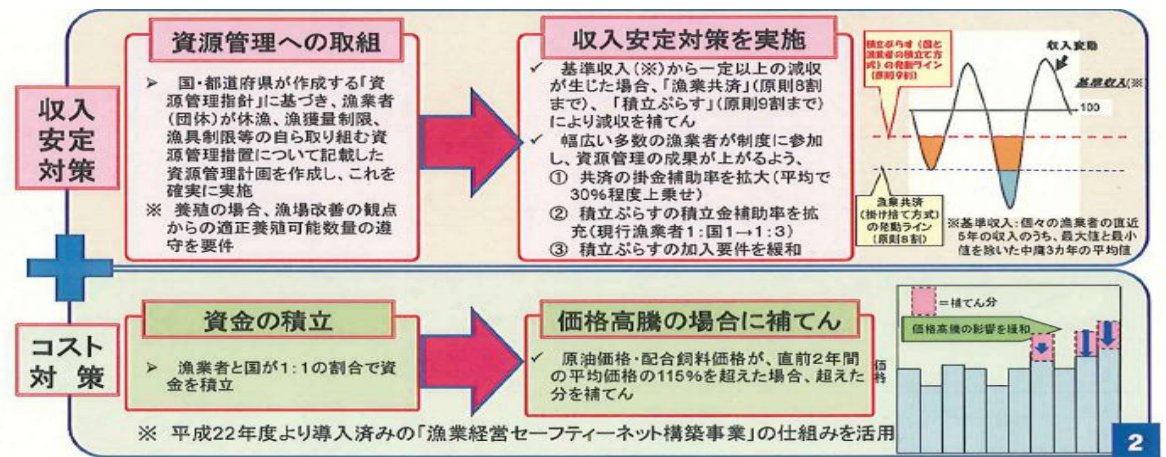 収入
安定
対策
資源管理への取組
➢ 国・都道府県が作成する「資
源管理指針」に基づき、漁業者
(団体)が休漁、漁獲量制限、
漁具制限等の自ら取り組む資
源管理措置について記載した
資源管理計画を作成し、これを
確実に実施
※ 養殖の場合、漁場改善の観点
からの適正養殖可能数量の遵
守を要件
収入安定対策を実施
✓ 基準収入(※)から一定以上の減収
が生じた場合、「漁業共済」(原則8割
まで)、「積立ぷらす」(原則9割まで)
により減収を補てん
✓ 幅広い多数の漁業者が制度に参加
し、資源管理の成果が上がるよう、
① 共済の掛金補助率を拡大(平均で
30%程度上乗せ)
② 積立ぷらすの積立金補助率を拡
充(現行漁業者1:国1→1:3)
③ 積立ぷらすの加入要件を緩和
積立ぷらす(国と
漁業者の積立て方
式)の発動ライン
(原則9割)
収入変動
基準収入(※
100
漁業共済
(掛け捨て方式)
の発動ライン
(原則8割)
※基準収入:個々の漁業者の直近
5年の収入のうち、最大値と最小
値を除いた中庸3カ年の平均値
コスト
対 策
資金の積立
➢ 漁業者と国が1:1の割合で資
金を積立
価格高騰の場合に補てん
✓ 原油価格・配合飼料価格が、直前2年間
の平均価格の115%を超えた場合、超えた
分を補てん
=補てん分
価格高騰の影響を緩和
価
格
※ 平成22年度より導入済みの「漁業経営セーフティーネット構築事業」の仕組みを活用
2